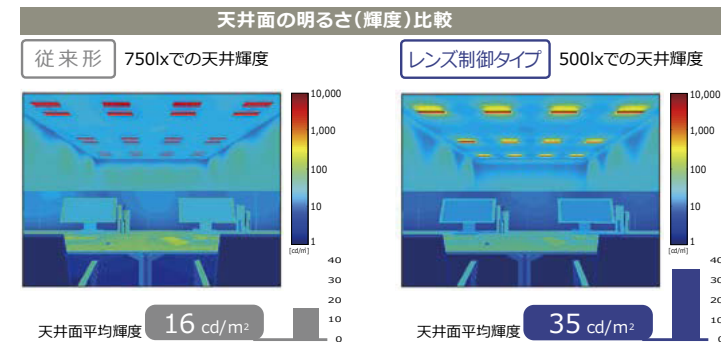 天井面の明るさ(輝度)比較
従来形 750lxでの天井輝度
10,000
1,000
100
10
1
[cd/㎡]
40
30
20
10
0
天井面平均輝度 16 cd/m²
レンズ制御タイプ 500lxでの天井輝度
10,000
1,000
100
10
1
[cd/㎡]
40
30
20
10
0
天井面平均輝度 35 cd/m²